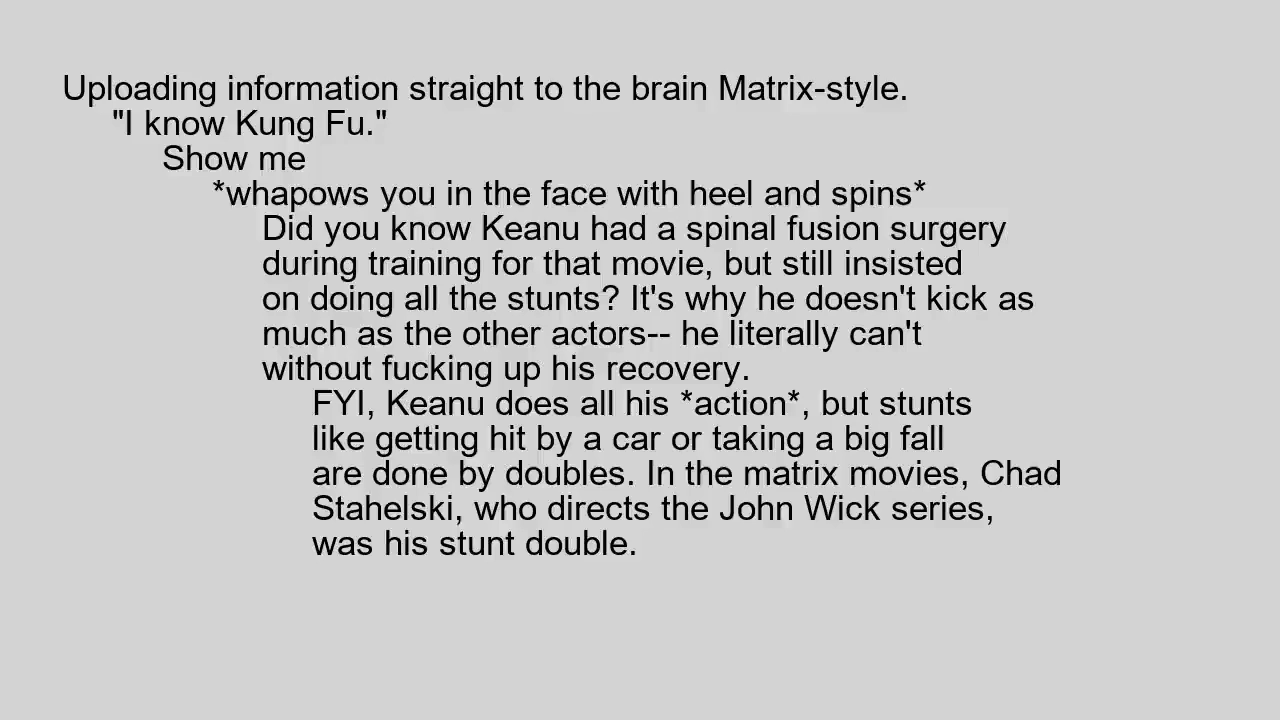 Uploading information straight to the brain Matrix-style.
"I know Kung Fu."
Show me
*whapows you in the face with heel and spins*
Did you know Keanu had a spinal fusion surgery
during training for that movie, but still insisted
on doing all the stunts? It's why he doesn't kick as
much as the other actors-- he literally can't
without fucking up his recovery.
FYI, Keanu does all his *action*, but stunts
like getting hit by a car or taking a big fall
are done by doubles. In the matrix movies, Chad
Stahelski, who directs the John Wick series,
was his stunt double.